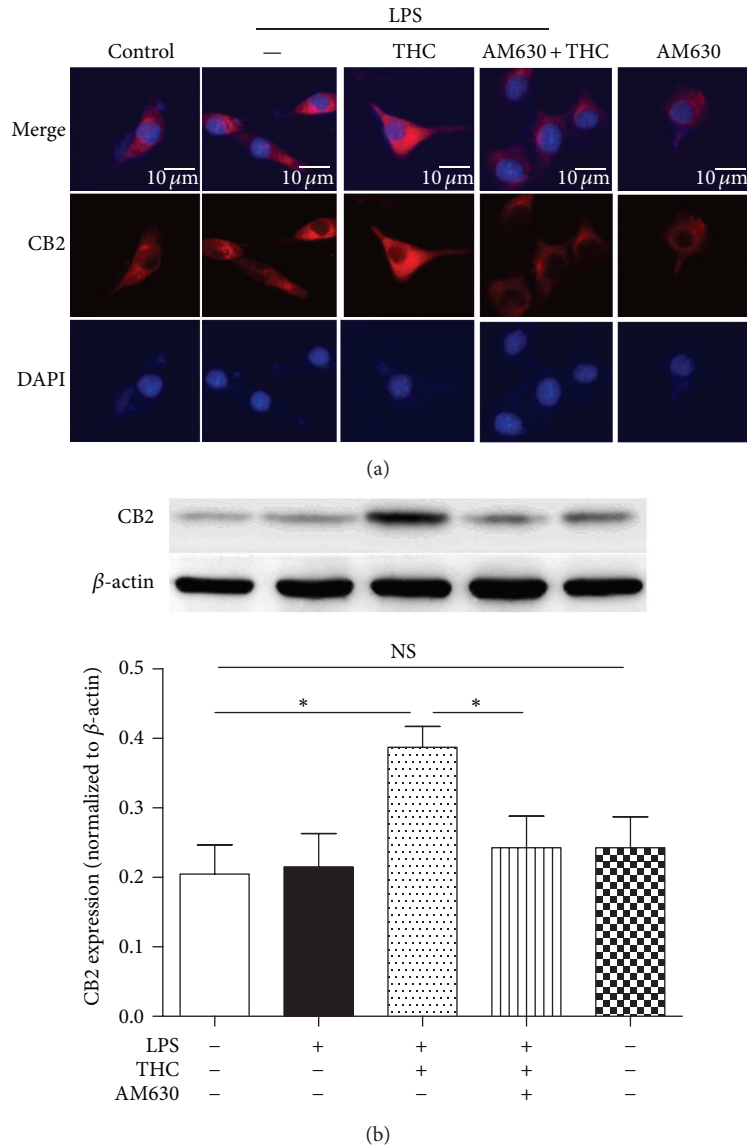 LPS
Control — THC AM630 + THC AM630
Merge
10 μm 10 μm 10 μm 10 μm 10 μm
CB2
DAPI
(a)
CB2
β-actin
CB2 expression (normalized to β-actin)
NS
0.5
* *
0.4
0.3
0.2
0.1
0.0
LPS − + + + −
THC − − + + −
AM630 − − − + −
(b)